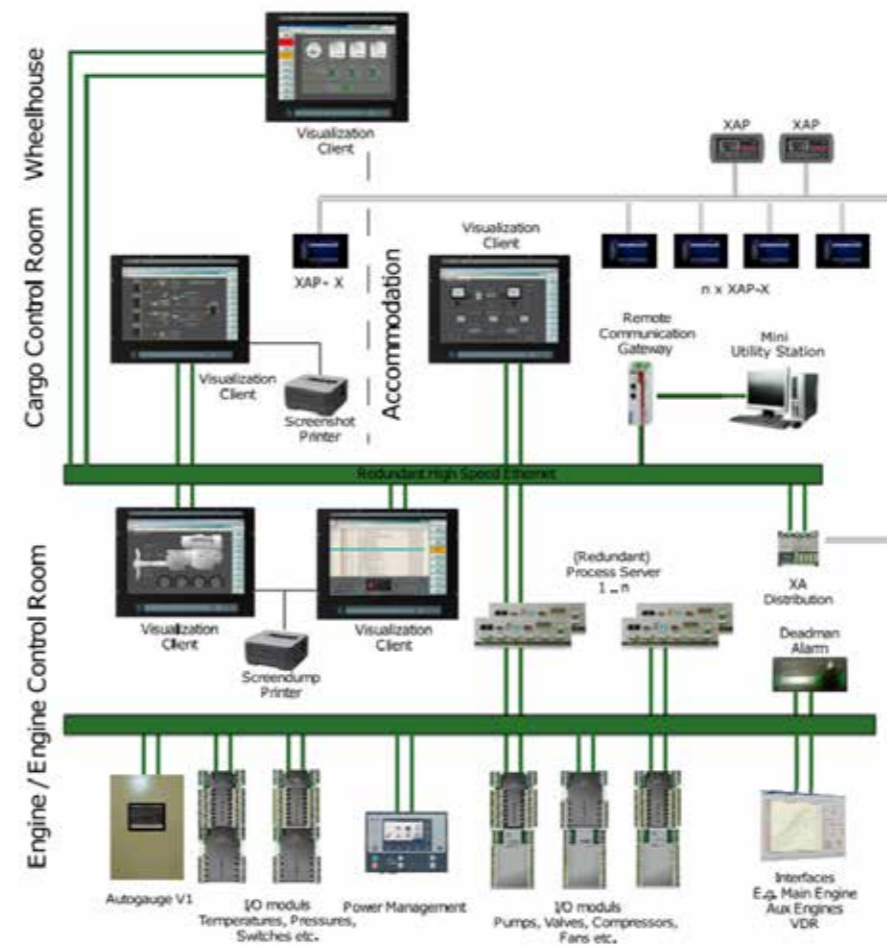 Wheelhouse
Visualization
Client
XAP
XAP
Cargo Control Room
Accommodation
XAP- X
Visualization
Client
n x XAP-X
Remote
Communication
Gateway
Mini
Utility Station
Visualization
Client
Screenshot
Printer
Redundant High Speed Ethernet
Engine / Engine Control Room
(Redundant)
Process Server
1 ... n
XA
Distribution
Visualization
Client
Screendump
Printer
Visualization
Client
Deadman
Alarm
Autogauge V1
I/O moduls
Temperatures, Pressures,
Switches etc.
Power Management
I/O moduls
Pumps, Valves, Compressors,
Fans etc.
Interfaces
E.g. Main Engine
Aux Engines
VDR